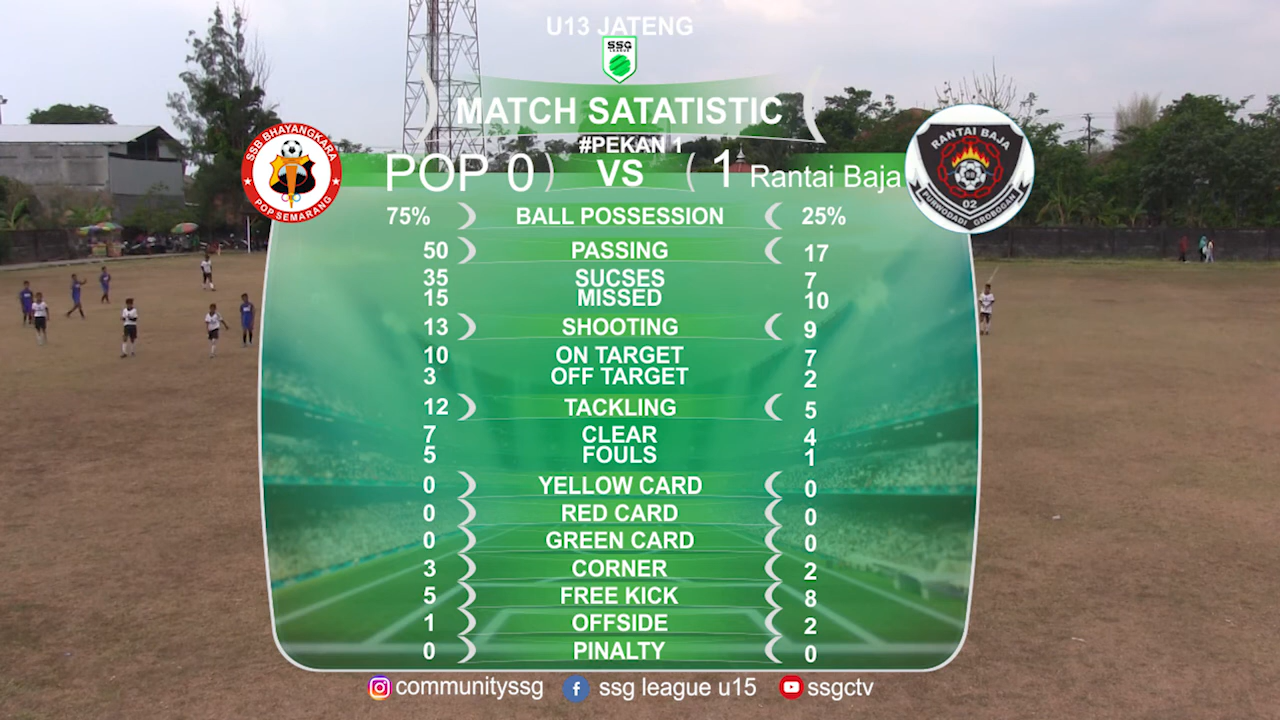 U13 JATENG
SSG
LEAGUE
MATCH SATATISTIC
#PEKAN 1
SSB BHAYANGKARA
POP SEMARANG
POP 0 VS 1 Rantai Baja
RANTAI BAJA
02
PURWODADI GROBOGAN
75% BALL POSSESSION 25%
50 PASSING 17
35 SUCSES 7
15 MISSED 10
13 SHOOTING 9
10 ON TARGET 7
3 OFF TARGET 2
12 TACKLING 5
7 CLEAR 4
5 FOULS 1
0 YELLOW CARD 0
0 RED CARD 0
0 GREEN CARD 0
3 CORNER 2
5 FREE KICK 8
1 OFFSIDE 2
0 PINALTY 0
communityssg ssg league u15 ssgctv